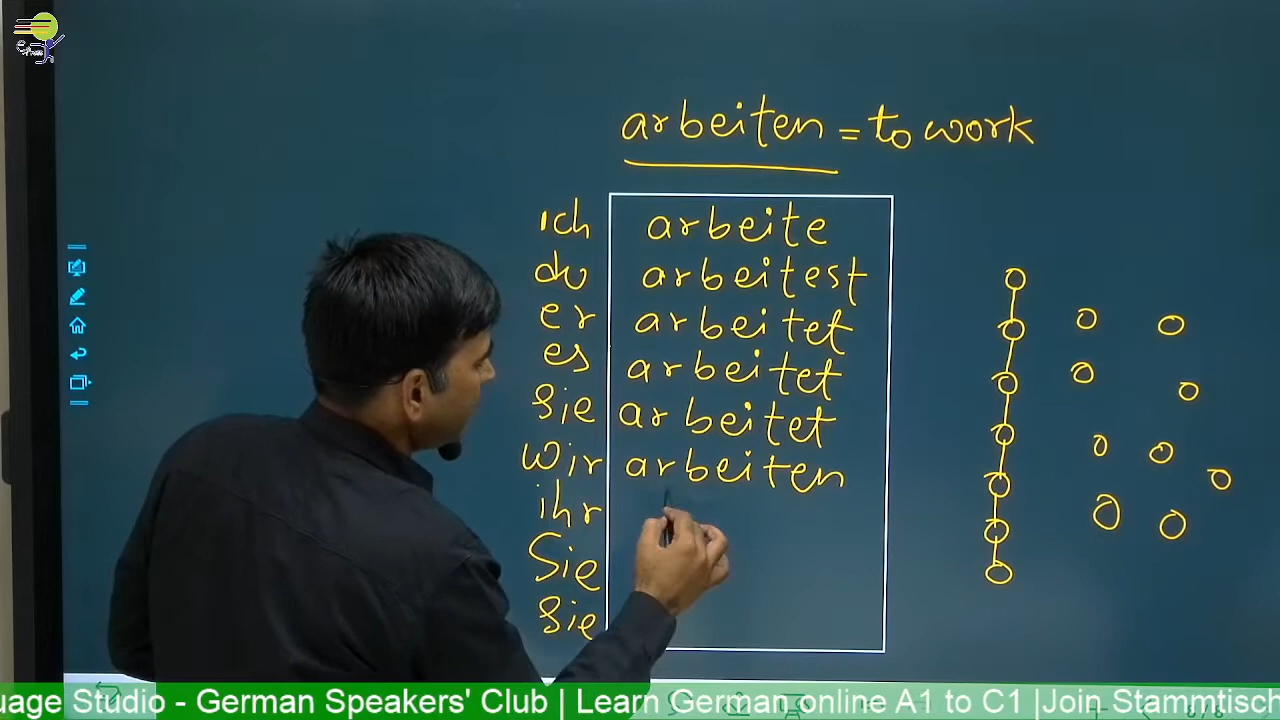 arbeiten = to work
ich arbeite
du arbeitest
er arbeitet
es arbeitet
sie arbeitet
wir arbeiten
ihr
Sie
sie
uage Studio - German Speakers' Club | Learn German online A1 to C1 |Join Stammtisch